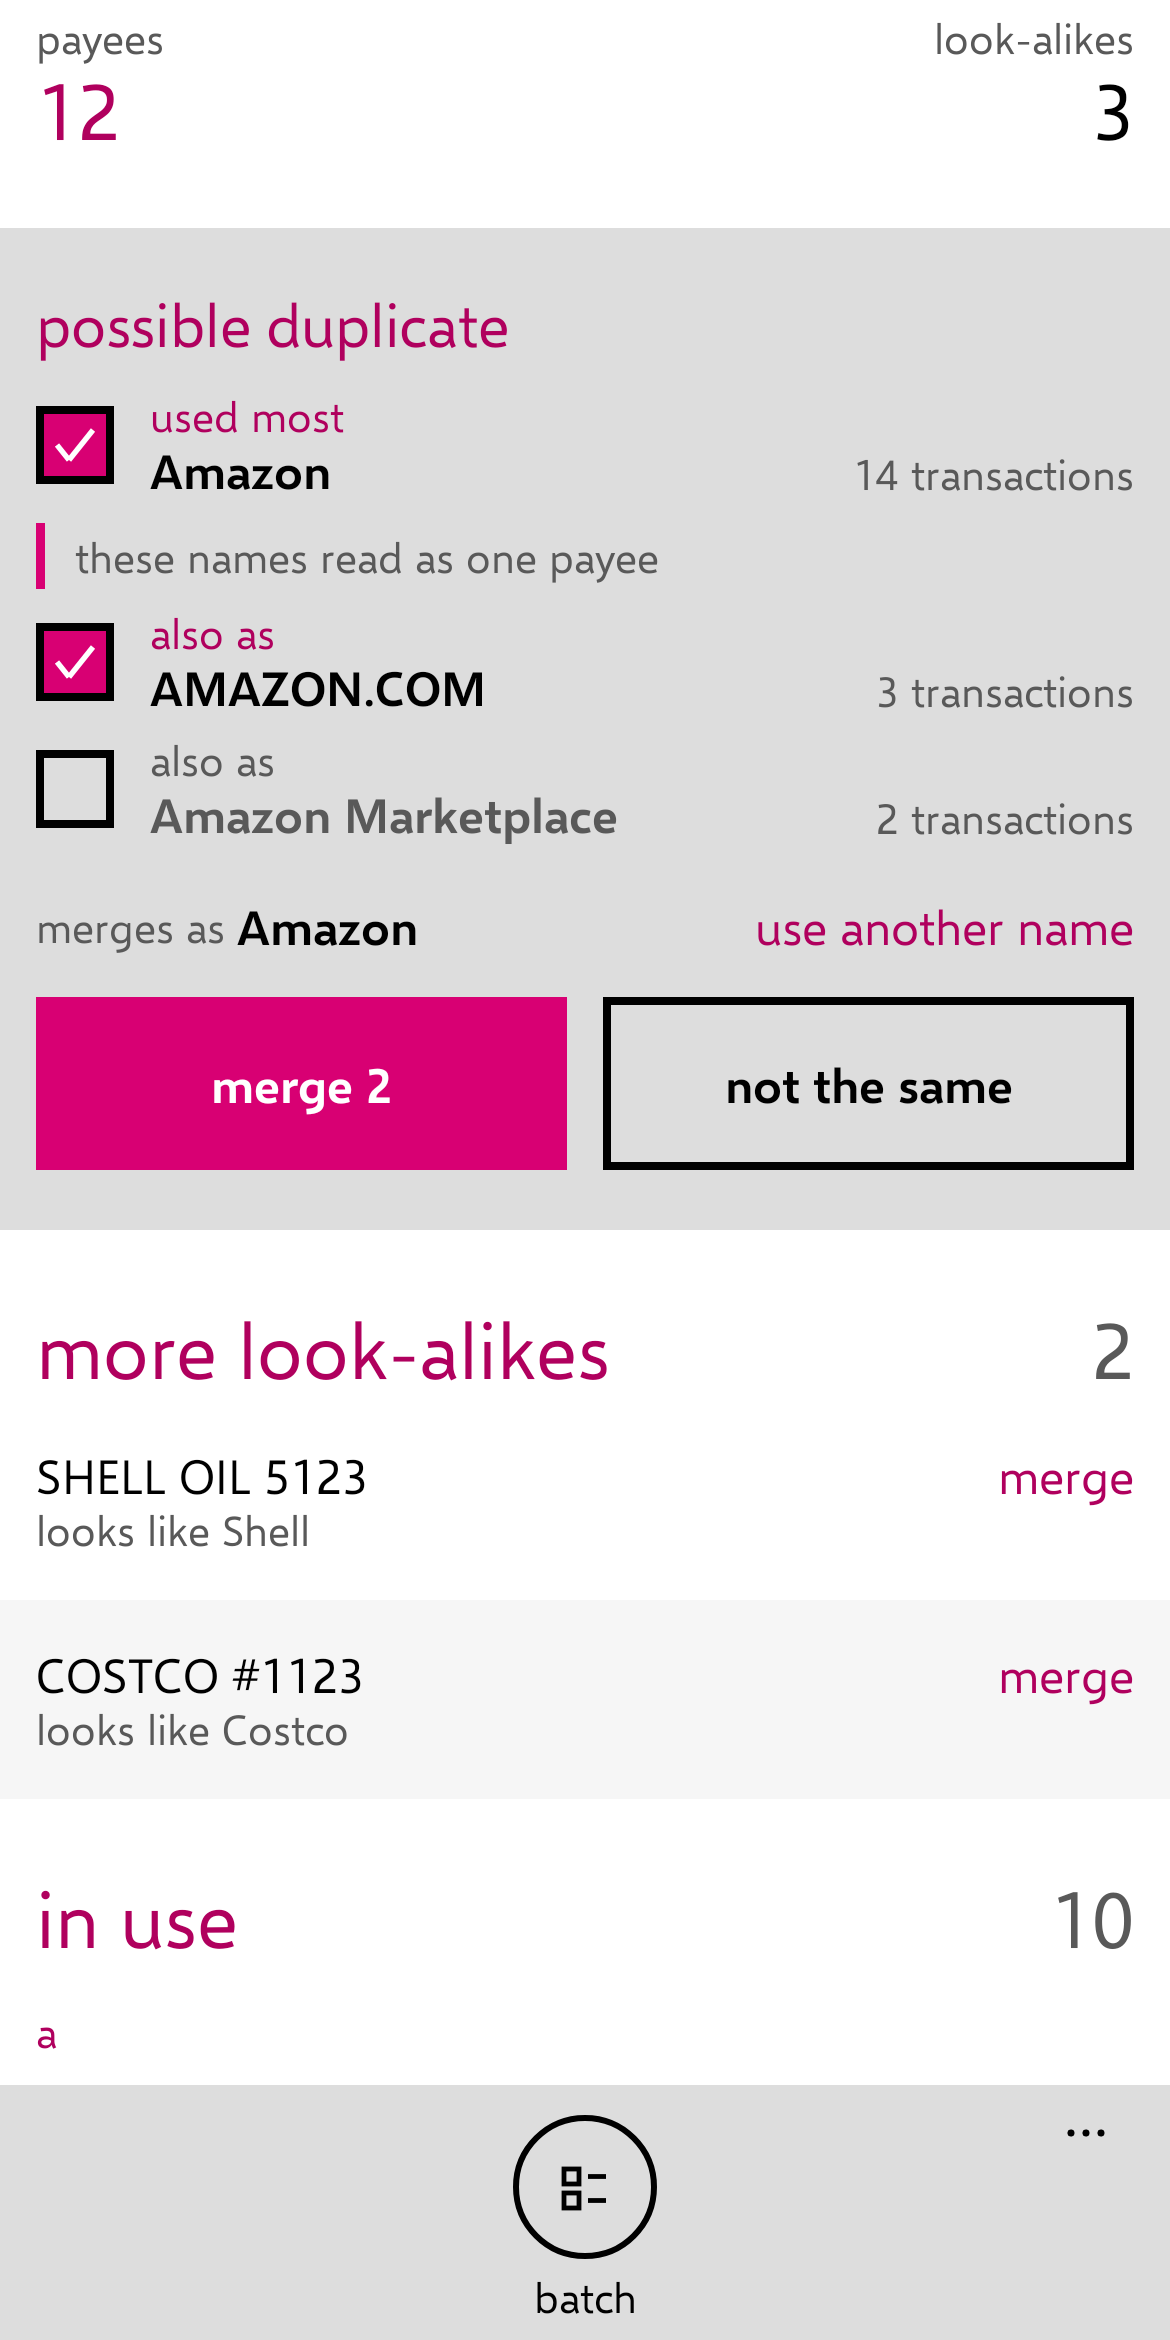 payees
look-alikes
12
3
possible duplicate
used most
Amazon
14 transactions
these names read as one payee
also as
AMAZON.COM
3 transactions
also as
Amazon Marketplace
2 transactions
merges as Amazon
use another name
merge 2
not the same
more look-alikes
2
SHELL OIL 5123
merge
looks like Shell
COSTCO #1123
merge
looks like Costco
in use
10
a
...
batch